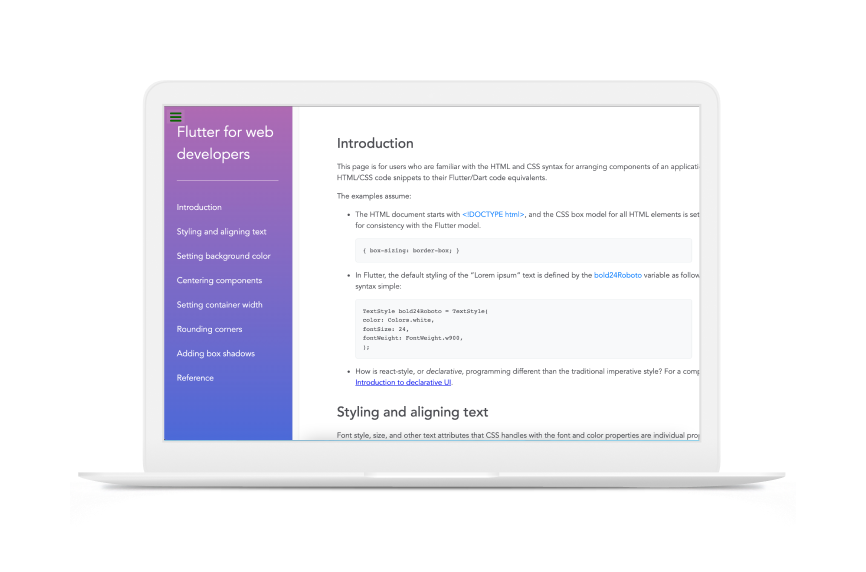 Flutter for web
developers
Introduction
Styling and aligning text
Setting background color
Centering components
Setting container width
Rounding corners
Adding box shadows
Reference
Introduction
This page is for users who are familiar with the HTML and CSS syntax for arranging components of an applicati
HTML/CSS code snippets to their Flutter/Dart code equivalents.
The examples assume:
• The HTML document starts with <!DOCTYPE html>, and the CSS box model for all HTML elements is set
for consistency with the Flutter model.
{ box-sizing: border-box; }
• In Flutter, the default styling of the “Lorem ipsum” text is defined by the bold24Roboto variable as follow
syntax simple:
TextStyle bold24Roboto = TextStyle(
color: Colors.white,
fontSize: 24,
fontWeight: FontWeight.w900,
);
• How is react-style, or declarative, programming different than the traditional imperative style? For a comp
Introduction to declarative UI.
Styling and aligning text
Font style, size, and other text attributes that CSS handles with the font and color properties are individual prop